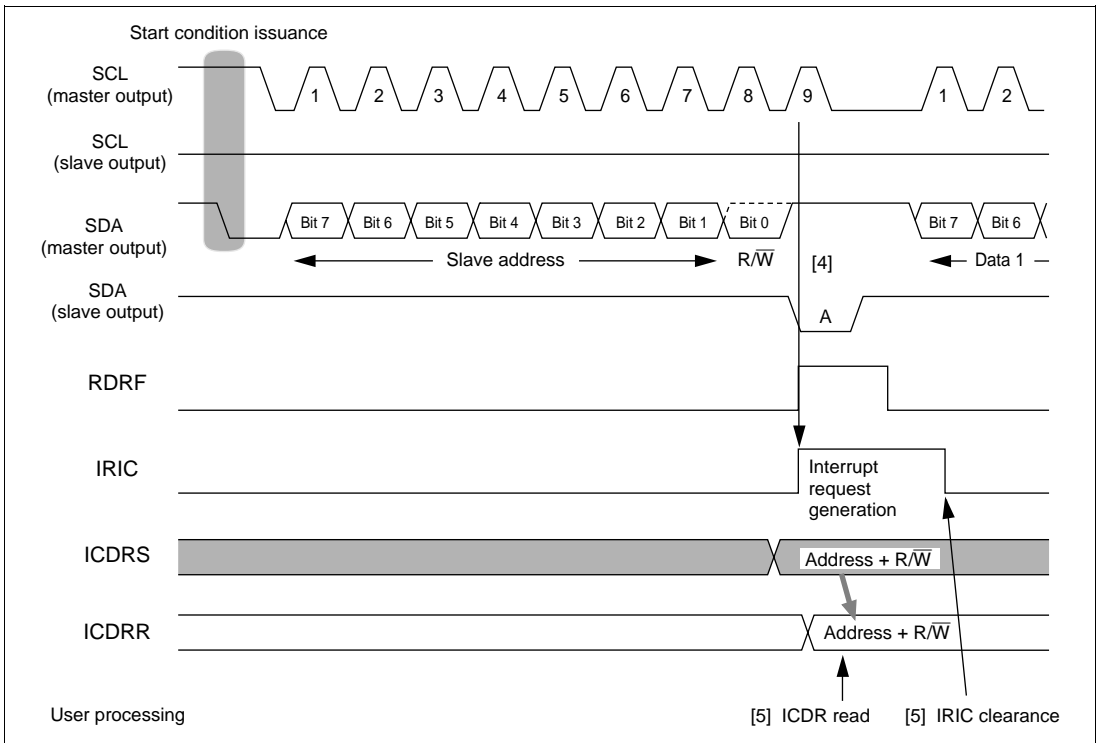 Start condition issuance
SCL
(master output)
1 2 3 4 5 6 7 8 9 1 2
SCL
(slave output)
SDA
(master output)
Bit 7 Bit 6 Bit 5 Bit 4 Bit 3 Bit 2 Bit 1 Bit 0 Bit 7 Bit 6
Slave address R/W̅ [4] Data 1
SDA
(slave output)
A
RDRF
IRIC
Interrupt
request
generation
ICDRS
Address + R/W̅
ICDRR
Address + R/W̅
User processing [5] ICDR read [5] IRIC clearance